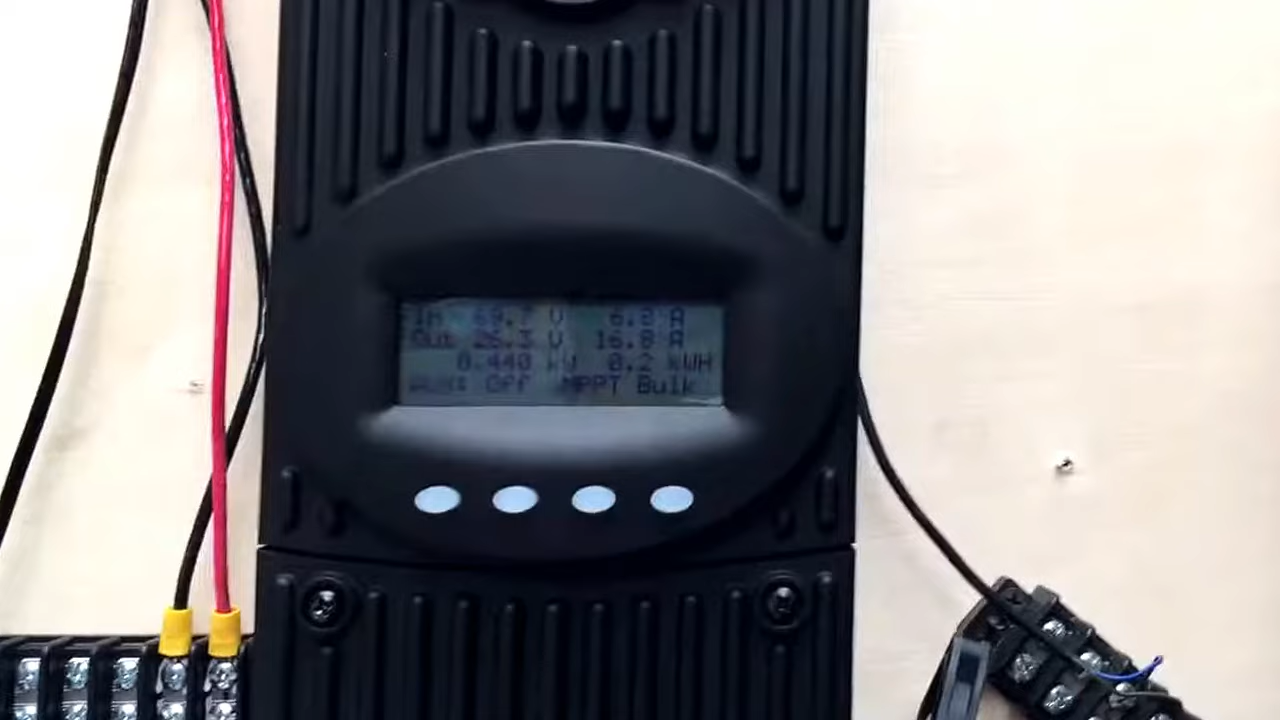 In 69.7 V 6.2 A
Out 26.3 V 16.8 A
0.440 kW 0.2 kWH
Aux: Off MPPT Bulk